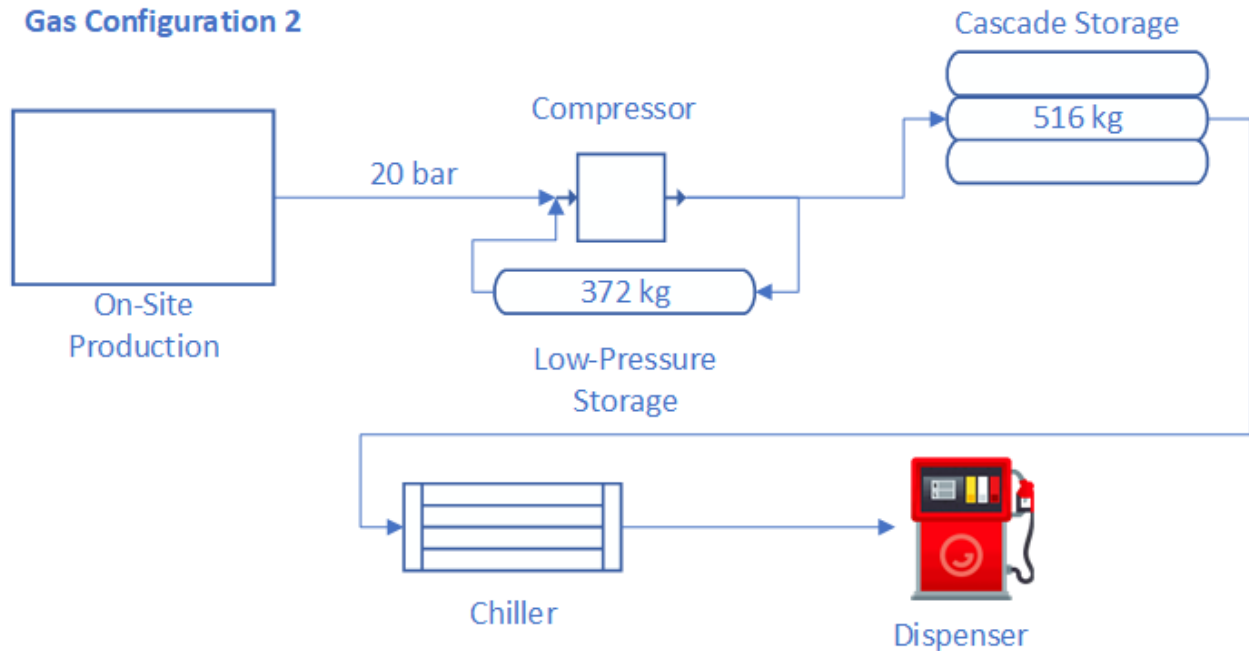 Gas Configuration 2
Cascade Storage
Compressor
516 kg
20 bar
372 kg
On-Site
Production
Low-Pressure
Storage
Chiller
Dispenser